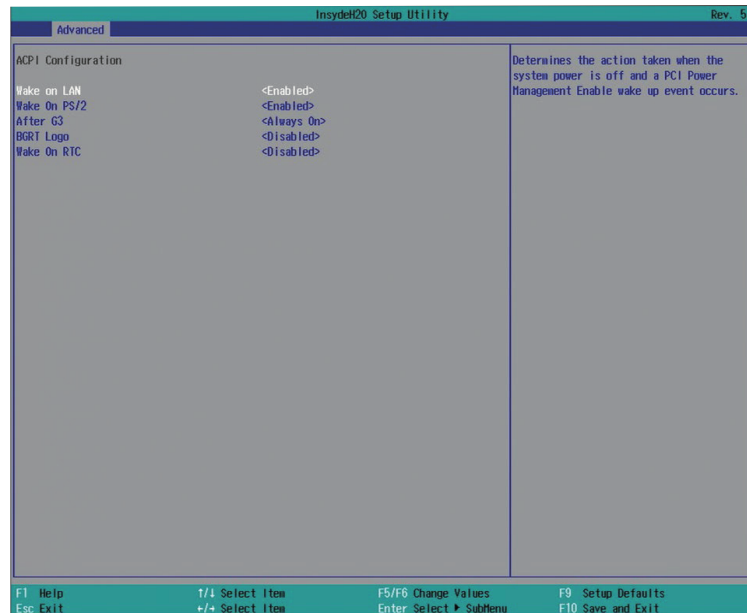 InsydeH20 Setup Utility Rev. 5
Advanced
ACPI Configuration
Wake on LAN <Enabled>
Wake On PS/2 <Enabled>
After G3 <Always On>
BGRT Logo <Disabled>
Wake On RTC <Disabled>
Determines the action taken when the
system power is off and a PCI Power
Management Enable wake up event occurs.
F1 Help ↑/↓ Select Item F5/F6 Change Values F9 Setup Defaults
Esc Exit ←/→ Select Item Enter Select ▶ SubMenu F10 Save and Exit